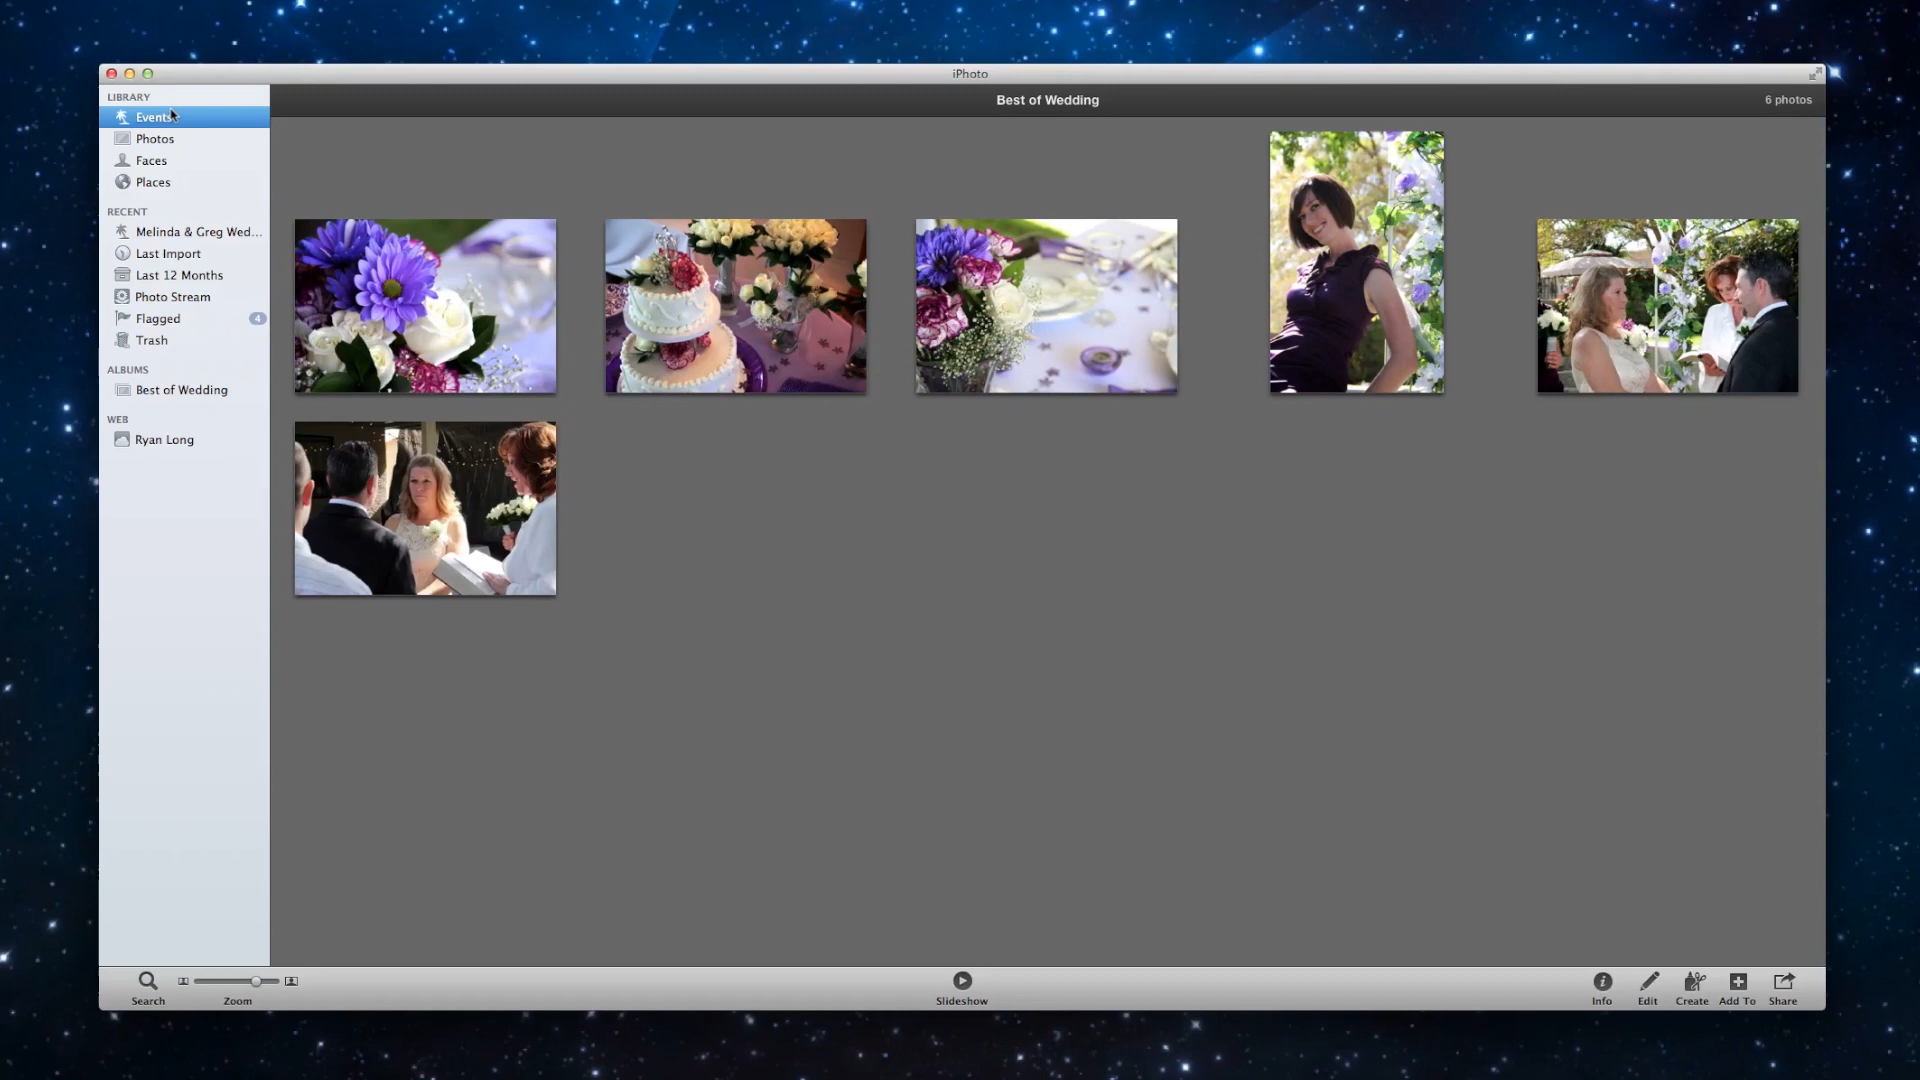 iPhoto
LIBRARY
Events
Photos
Faces
Places
RECENT
Melinda & Greg Wed...
Last Import
Last 12 Months
Photo Stream
Flagged 4
Trash
ALBUMS
Best of Wedding
WEB
Ryan Long
Best of Wedding
6 photos
Search
Zoom
Slideshow
Info
Edit
Create
Add To
Share